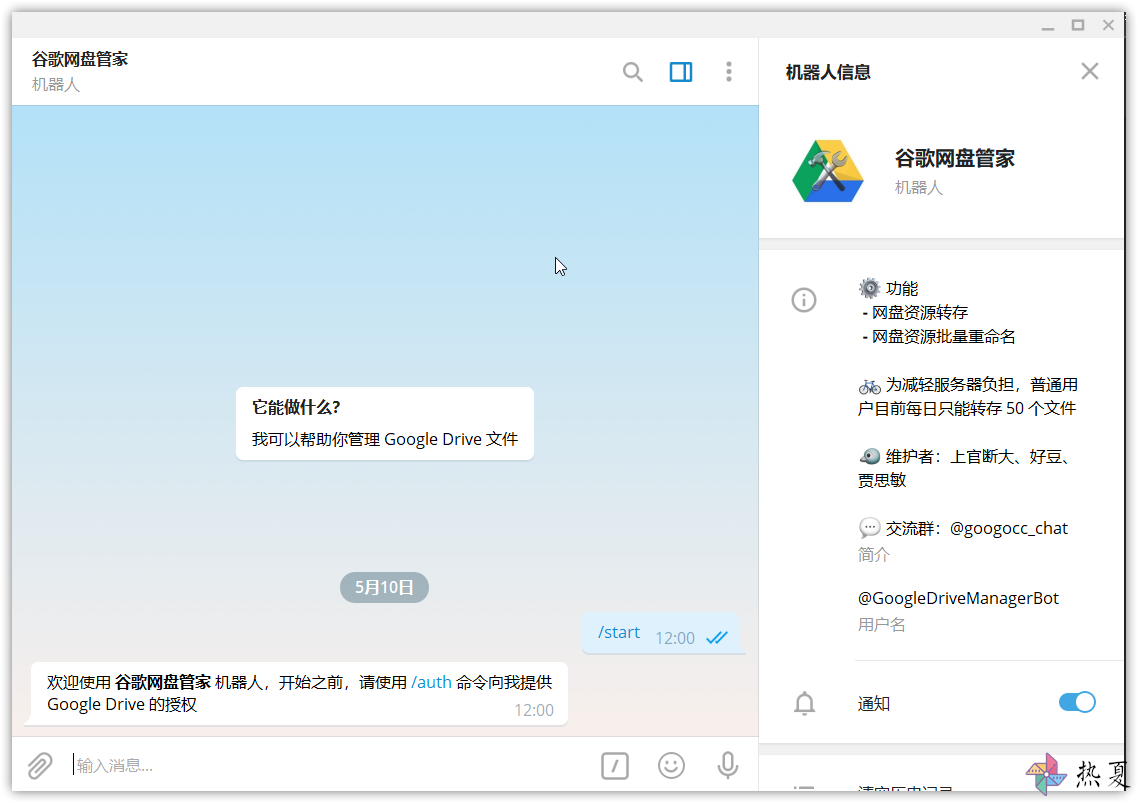 谷歌网盘管家
机器人
它能做什么?
我可以帮助你管理 Google Drive 文件
5月10日
/start 12:00
欢迎使用 谷歌网盘管家 机器人，开始之前，请使用 /auth 命令向我提供
Google Drive 的授权
12:00
输入消息...
机器人信息
谷歌网盘管家
机器人
功能
- 网盘资源转存
- 网盘资源批量重命名
为减轻服务器负担，普通用
户目前每日只能转存 50 个文件
维护者：上官断大、好豆、
贾思敏
交流群：@googocc_chat
简介
@GoogleDriveManagerBot
用户名
通知
清空历史记录
热夏